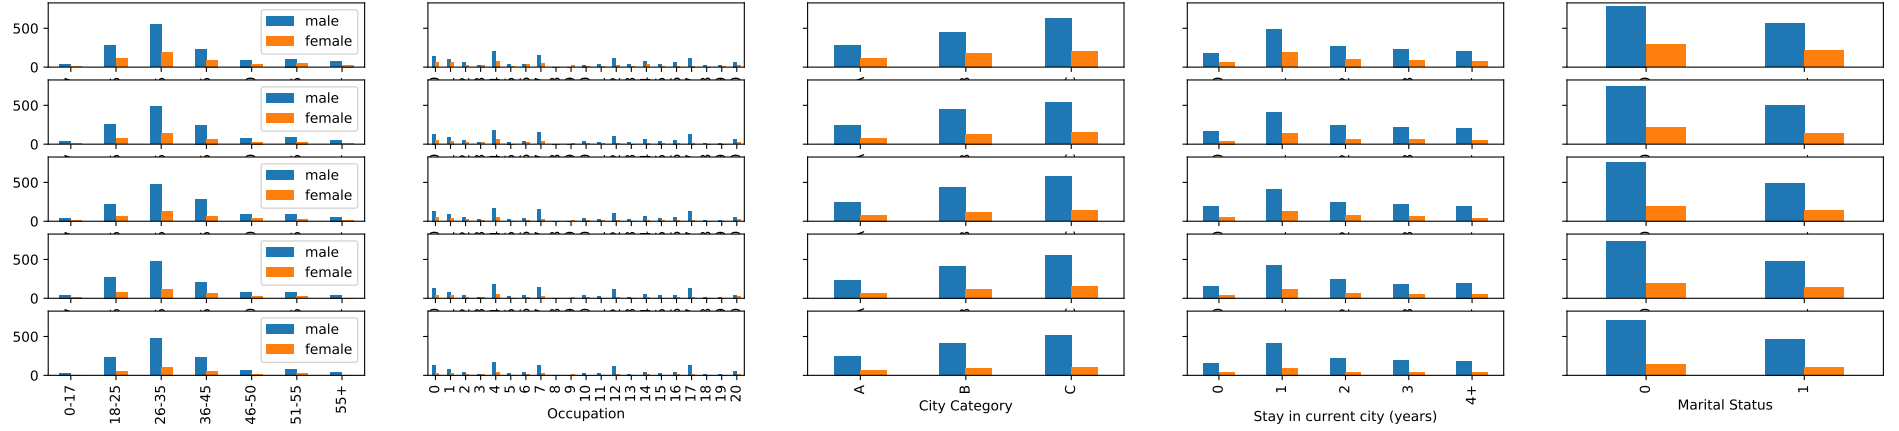 500
0
male
female
500
0
male
female
500
0
male
female
500
0
male
female
500
0
male
female
0-17
18-25
26-35
36-45
46-50
51-55
55+
0
1
2
3
4
5
6
7
8
9
10
11
12
13
14
15
16
17
18
19
20
Occupation
A
B
C
City Category
0
1
2
3
4+
Stay in current city (years)
0
1
Marital Status